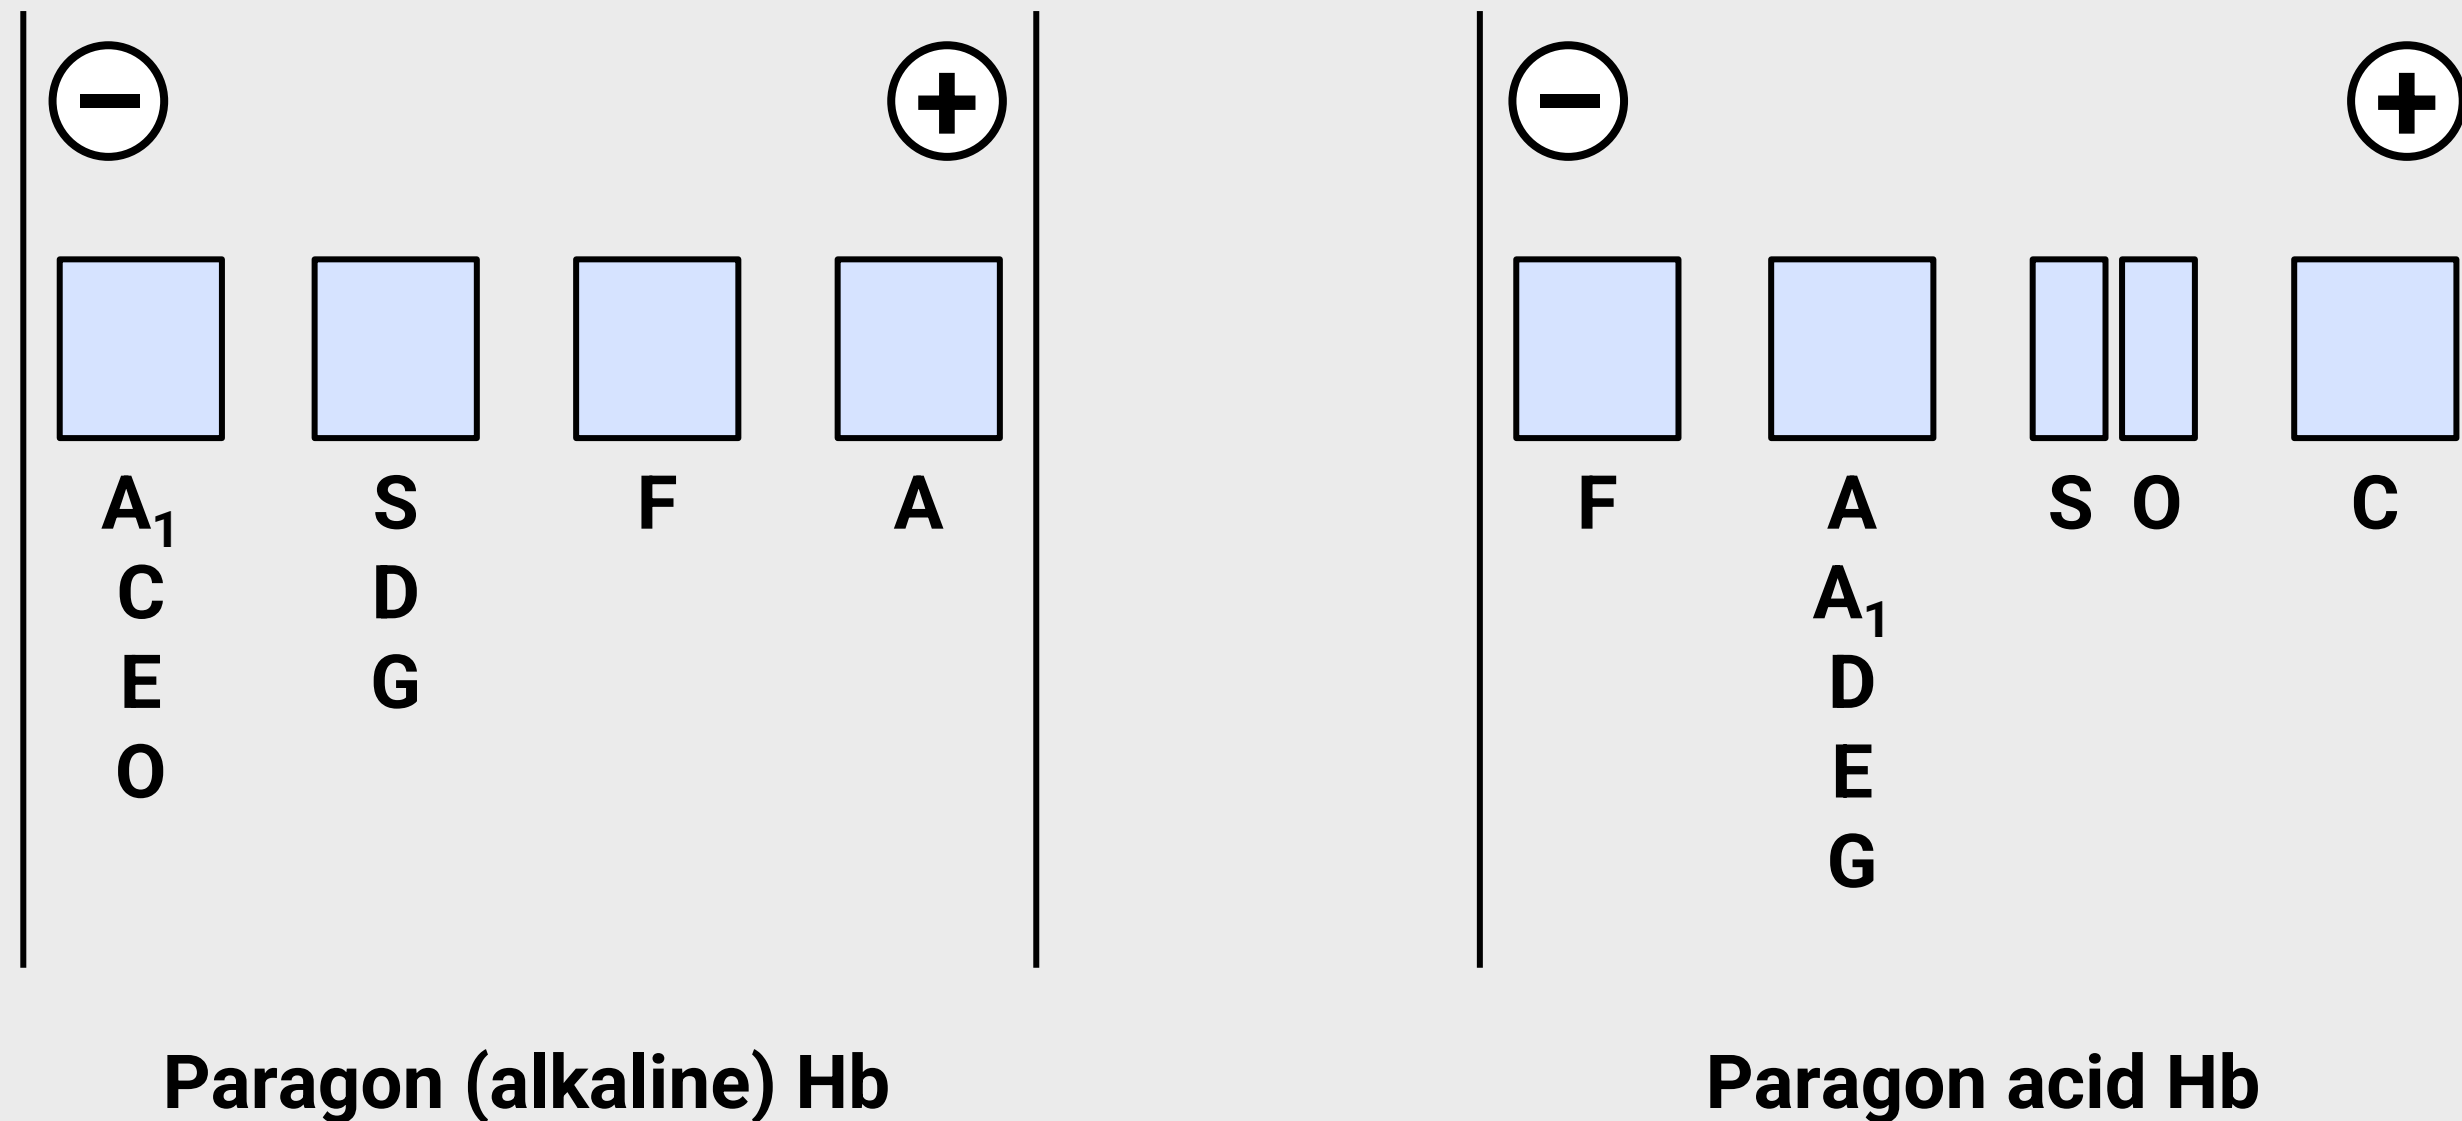 − + − +
A₁ S F A F A S O C
C D A₁
E G D
O E
G
Paragon (alkaline) Hb Paragon acid Hb